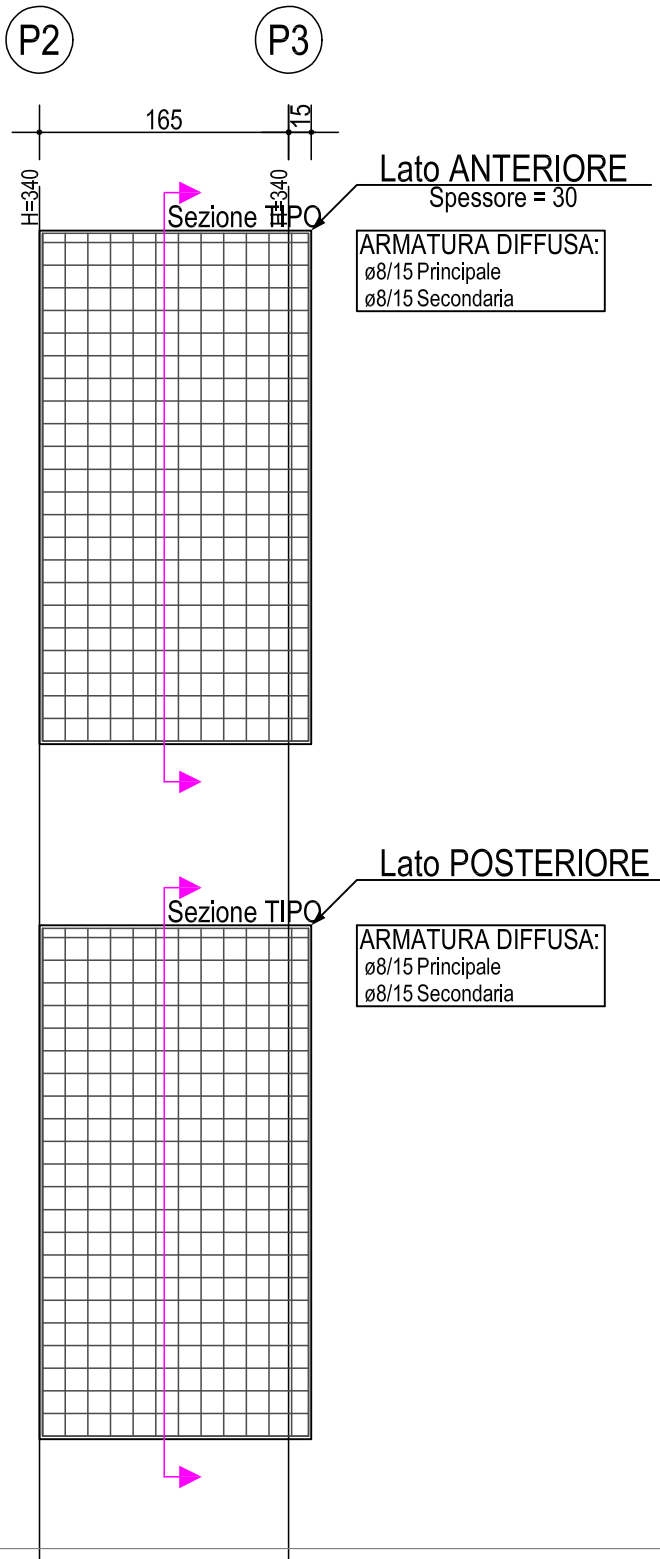 P2
P3
165
15
H=340
H=340
Lato ANTERIORE
Spessore = 30
Sezione TIPO
ARMATURA DIFFUSA:
ø8/15 Principale
ø8/15 Secondaria
Lato POSTERIORE
Sezione TIPO
ARMATURA DIFFUSA:
ø8/15 Principale
ø8/15 Secondaria